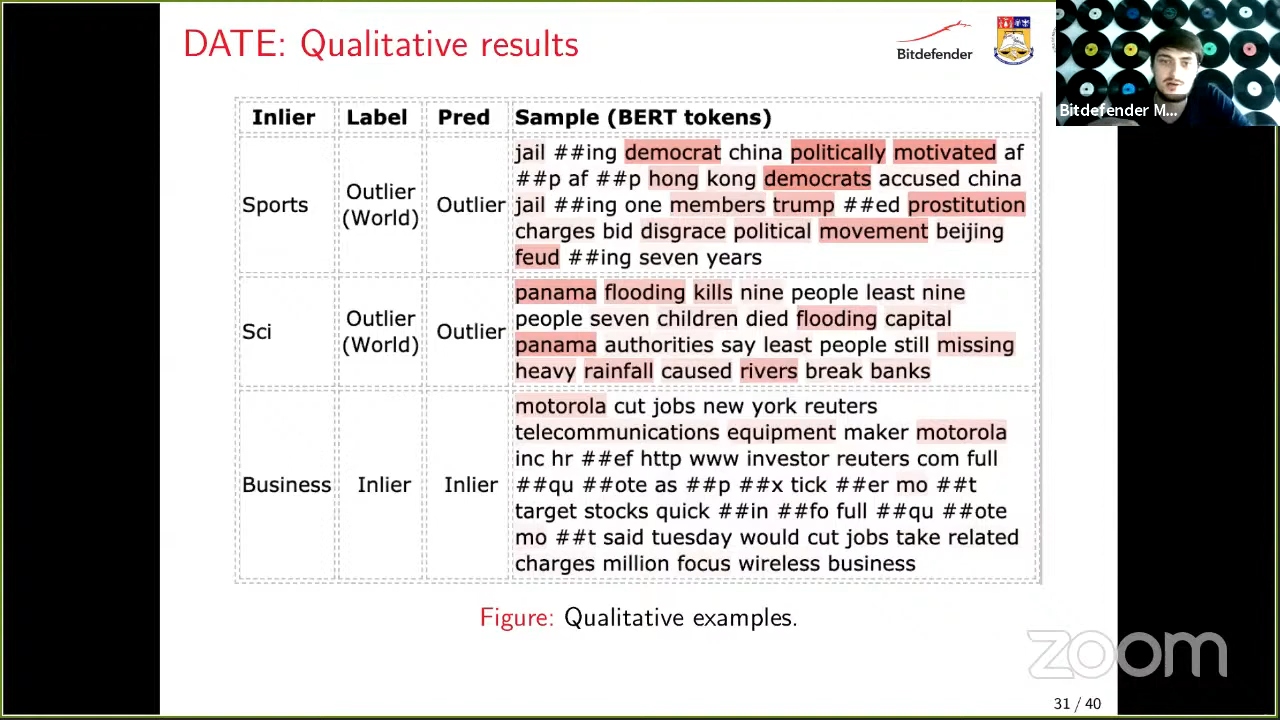 DATE: Qualitative results
Bitdefender
Bitdefender M...
Inlier Label Pred Sample (BERT tokens)
Sports Outlier (World) Outlier
jail ##ing democrat china politically motivated af
##p af ##p hong kong democrats accused china
jail ##ing one members trump ##ed prostitution
charges bid disgrace political movement beijing
feud ##ing seven years
Sci Outlier (World) Outlier
panama flooding kills nine people least nine
people seven children died flooding capital
panama authorities say least people still missing
heavy rainfall caused rivers break banks
Business Inlier Inlier
motorola cut jobs new york reuters
telecommunications equipment maker motorola
inc hr ##ef http www investor reuters com full
##qu ##ote as ##p ##x tick ##er mo ##t
target stocks quick ##in ##fo full ##qu ##ote
mo ##t said tuesday would cut jobs take related
charges million focus wireless business
Figure: Qualitative examples.
zoom
31 / 40